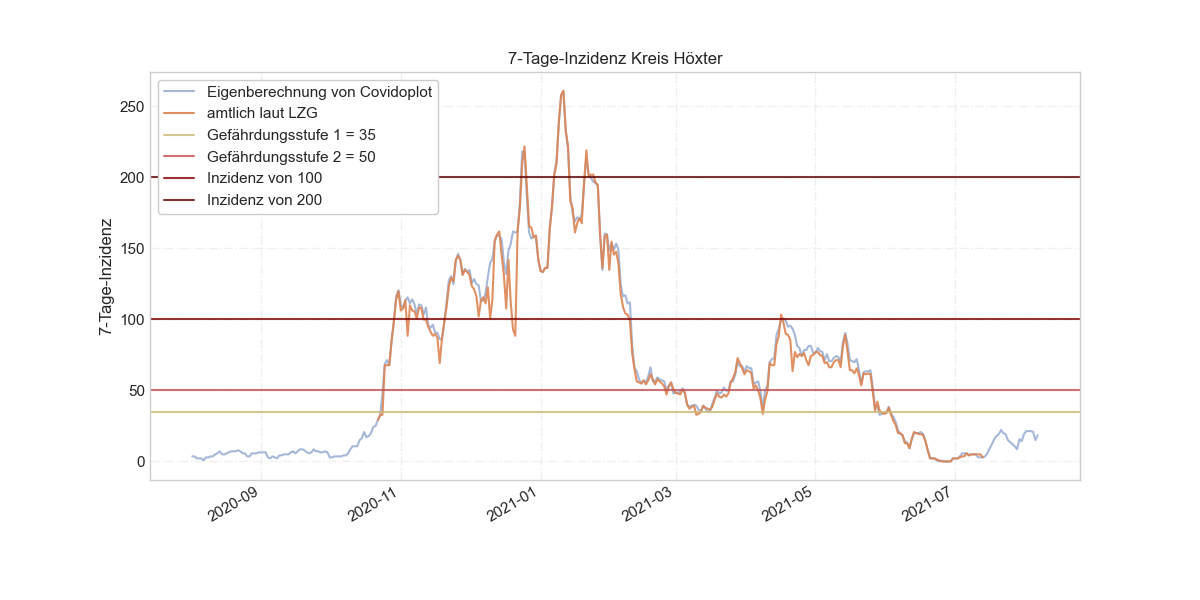 7-Tage-Inzidenz Kreis Höxter
Eigenberechnung von Covidoplot
amtlich laut LZG
Gefährdungsstufe 1 = 35
Gefährdungsstufe 2 = 50
Inzidenz von 100
Inzidenz von 200
7-Tage-Inzidenz
250
200
150
100
50
0
2020-09
2020-11
2021-01
2021-03
2021-05
2021-07